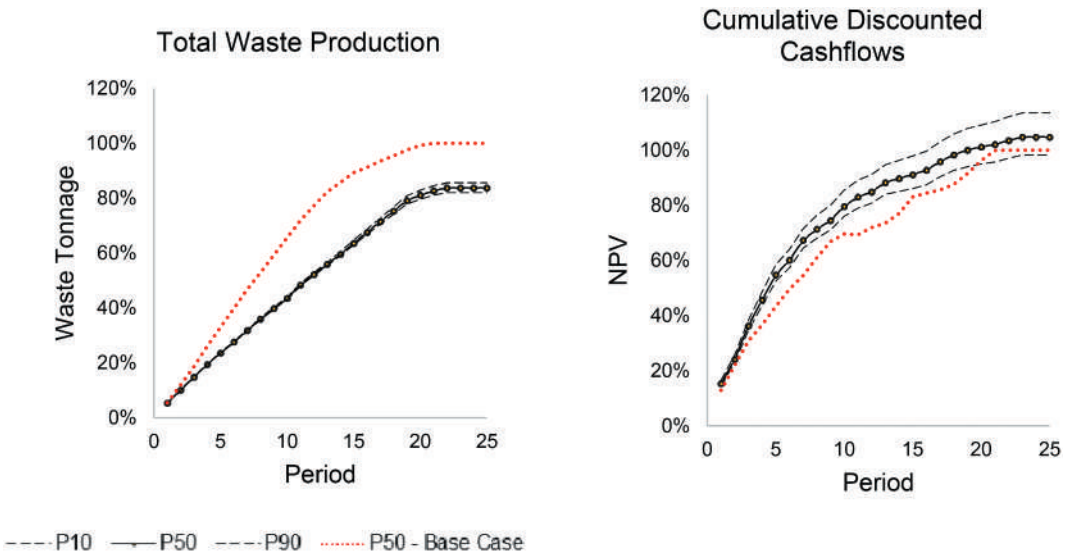 Total Waste Production
120%
100%
80%
60%
40%
20%
0%
Waste Tonnage
0 5 10 15 20 25
Period
Cumulative Discounted
Cashflows
120%
100%
80%
60%
40%
20%
0%
NPV
0 5 10 15 20 25
Period
P10 P50 P90 P50 - Base Case